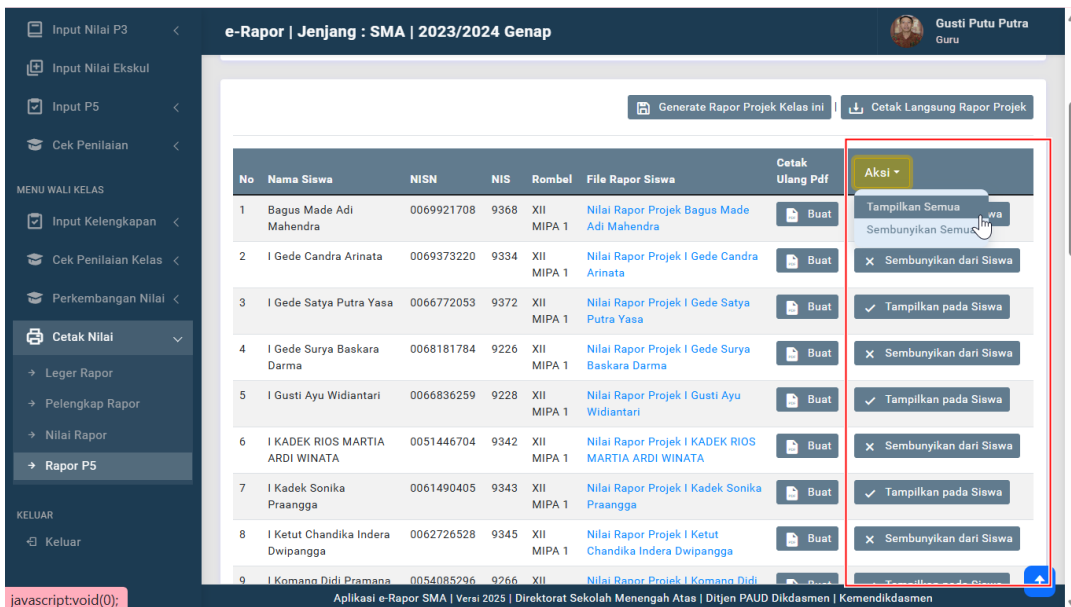 Input Nilai P3
Input Nilai Ekskul
Input P5
Cek Penilaian
MENU WALI KELAS
Input Kelengkapan
Cek Penilaian Kelas
Perkembangan Nilai
Cetak Nilai
Leger Rapor
Pelengkap Rapor
Nilai Rapor
Rapor P5
KELUAR
Keluar
javascript:void(0);
e-Rapor | Jenjang : SMA | 2023/2024 Genap
Gusti Putu Putra
Guru
Generate Rapor Projek Kelas ini | Cetak Langsung Rapor Projek
No Nama Siswa NISN NIS Rombel File Rapor Siswa Cetak Aksi
Ulang Pdf
Tampilkan Semua
Sembunyikan Semua
1 Bagus Made Adi 0069921708 9368 XII Nilai Rapor Projek Bagus Made Buat
Mahendra MIPA 1 Adi Mahendra
2 I Gede Candra Arinata 0069373220 9334 XII Nilai Rapor Projek I Gede Candra Buat Sembunyikan dari Siswa
MIPA 1 Arinata
3 I Gede Satya Putra Yasa 0066772053 9372 XII Nilai Rapor Projek I Gede Satya Buat Tampilkan pada Siswa
MIPA 1 Putra Yasa
4 I Gede Surya Baskara 0068181784 9226 XII Nilai Rapor Projek I Gede Surya Buat Sembunyikan dari Siswa
Darma MIPA 1 Baskara Darma
5 I Gusti Ayu Widiantari 0066836259 9228 XII Nilai Rapor Projek I Gusti Ayu Buat Tampilkan pada Siswa
MIPA 1 Widiantari
6 I KADEK RIOS MARTIA 0051446704 9342 XII Nilai Rapor Projek I KADEK RIOS Buat Sembunyikan dari Siswa
ARDI WINATA MIPA 1 MARTIA ARDI WINATA
7 I Kadek Sonika 0061490405 9343 XII Nilai Rapor Projek I Kadek Sonika Buat Tampilkan pada Siswa
Praangga MIPA 1 Praangga
8 I Ketut Chandika Indera 0062726528 9345 XII Nilai Rapor Projek I Ketut Buat Sembunyikan dari Siswa
Dwipangga MIPA 1 Chandika Indera Dwipangga
9 I Komang Didi Pramana 0054085296 9266 XII Nilai Rapor Projek I Komang Didi Buat Tampilkan pada Siswa
Aplikasi e-Rapor SMA | Versi 2025 | Direktorat Sekolah Menengah Atas | Ditjen PAUD Dikdasmen | Kemendikdasmen